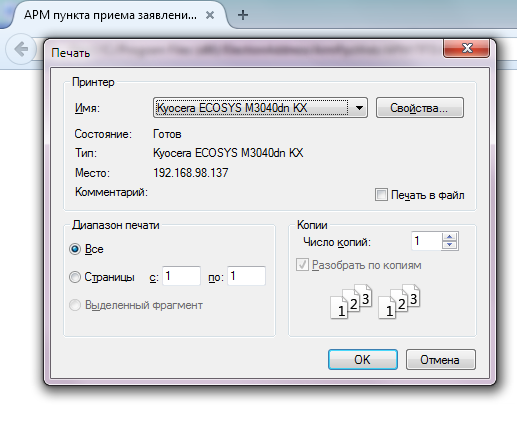 АРМ пункта приема заявлени...
Печать
Принтер
Имя: Kyocera ECOSYS M3040dn KX Свойства...
Состояние: Готов
Тип: Kyocera ECOSYS M3040dn KX
Место: 192.168.98.137
Комментарий: Печать в файл
Диапазон печати
Все
Страницы с: 1 по: 1
Выделенный фрагмент
Копии
Число копий: 1
Разобрать по копиям
1 2 3 1 2 3
OK Отмена